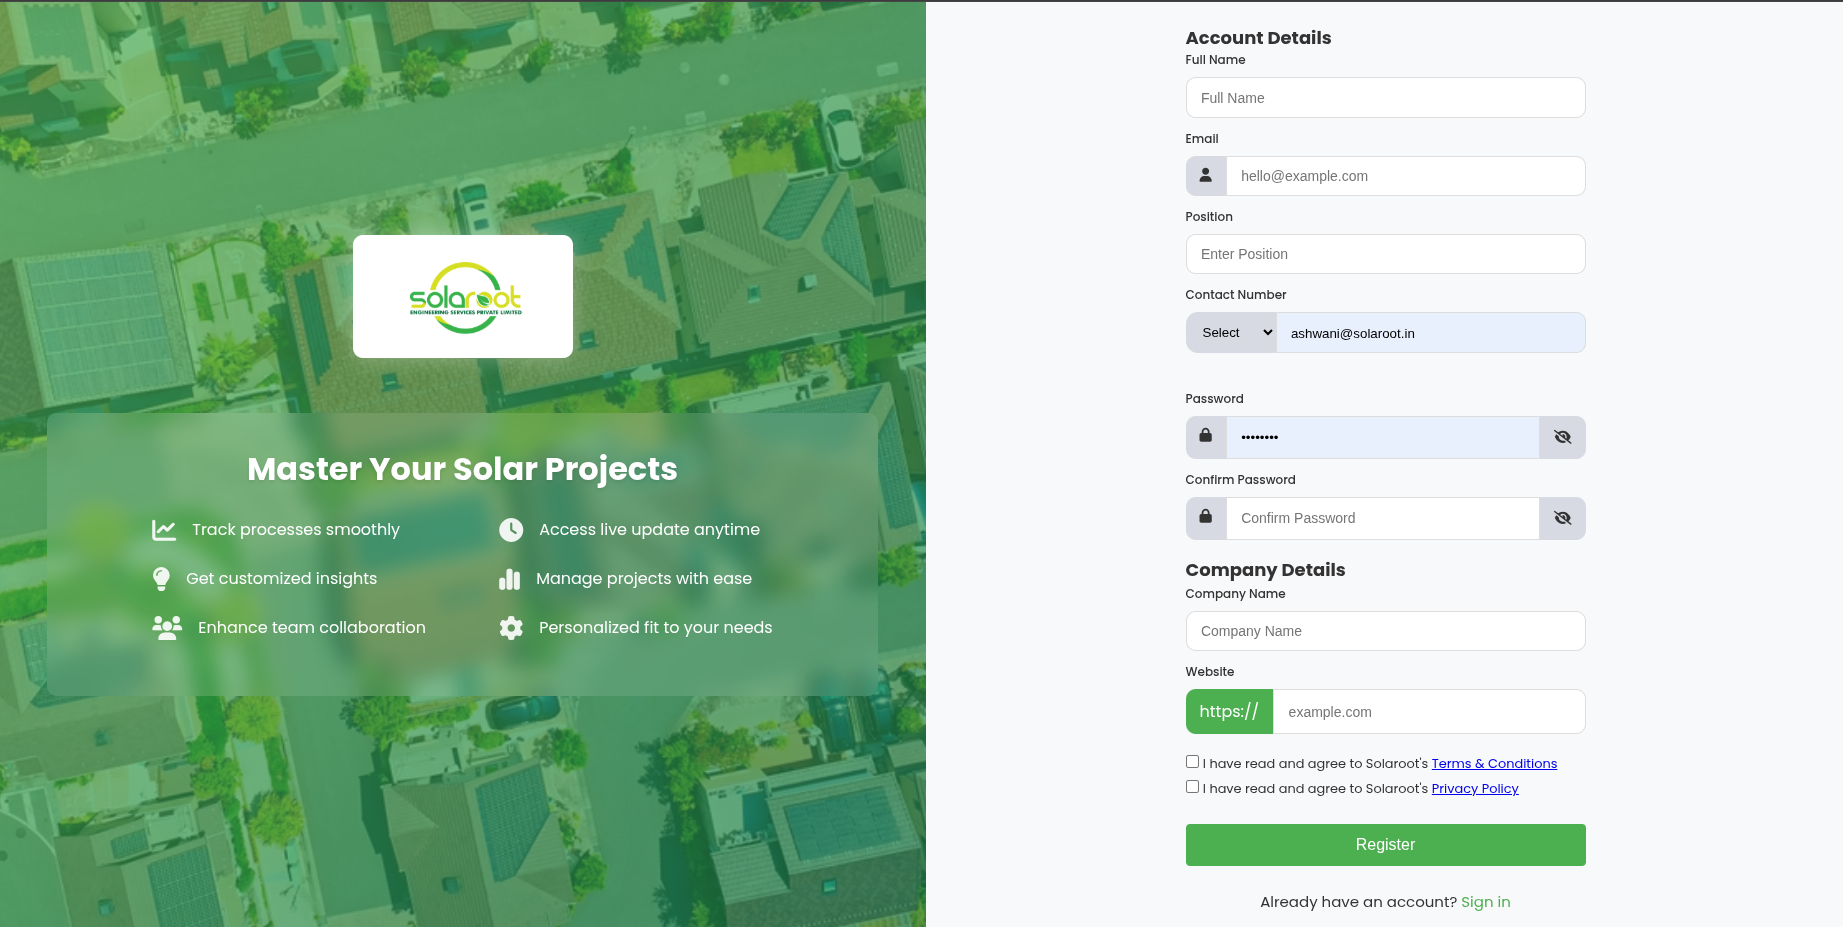 solaroot
ENGINEERING SERVICES PRIVATE LIMITED
Master Your Solar Projects
Track processes smoothly
Access live update anytime
Get customized insights
Manage projects with ease
Enhance team collaboration
Personalized fit to your needs
Account Details
Full Name
Full Name
Email
hello@example.com
Position
Enter Position
Contact Number
Select ashwani@solaroot.in
Password
••••••••
Confirm Password
Confirm Password
Company Details
Company Name
Company Name
Website
https:// example.com
I have read and agree to Solaroot's Terms & Conditions
I have read and agree to Solaroot's Privacy Policy
Register
Already have an account? Sign in